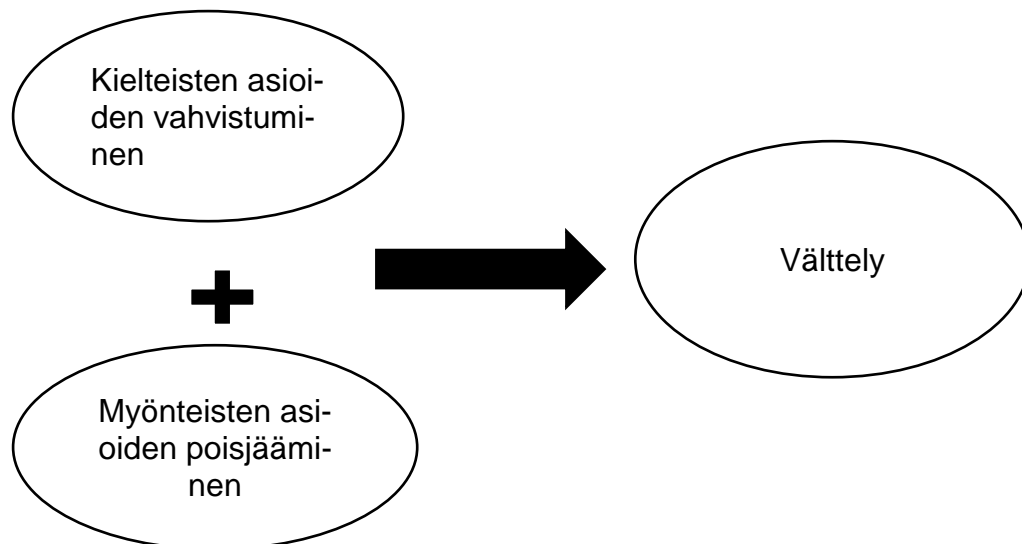 Kielteisten asioi-
den vahvistumi-
nen
Välttely
+
Myönteisten asi-
oiden poisjäämi-
nen